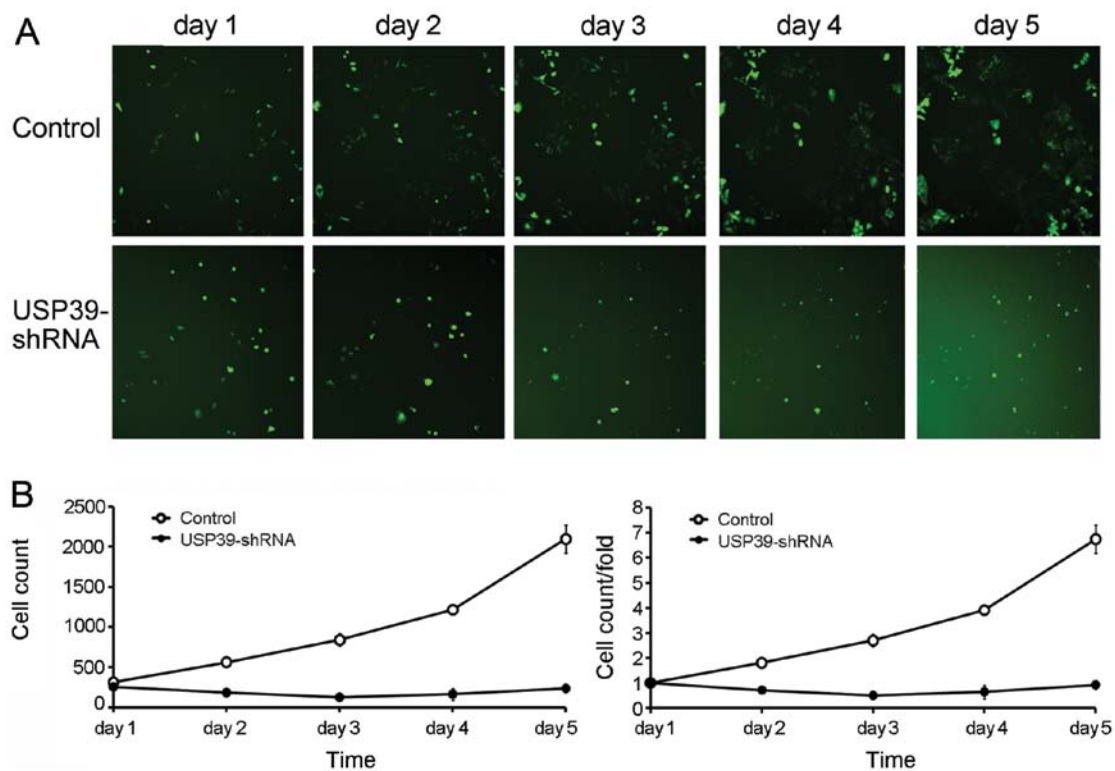 A
day 1 day 2 day 3 day 4 day 5
Control
USP39-
shRNA
B
2500
2000
1500
1000
500
0
Cell count
Control
USP39-shRNA
day 1 day 2 day 3 day 4 day 5
Time
8
7
6
5
4
3
2
1
0
Cell count/fold
Control
USP39-shRNA
day 1 day 2 day 3 day 4 day 5
Time